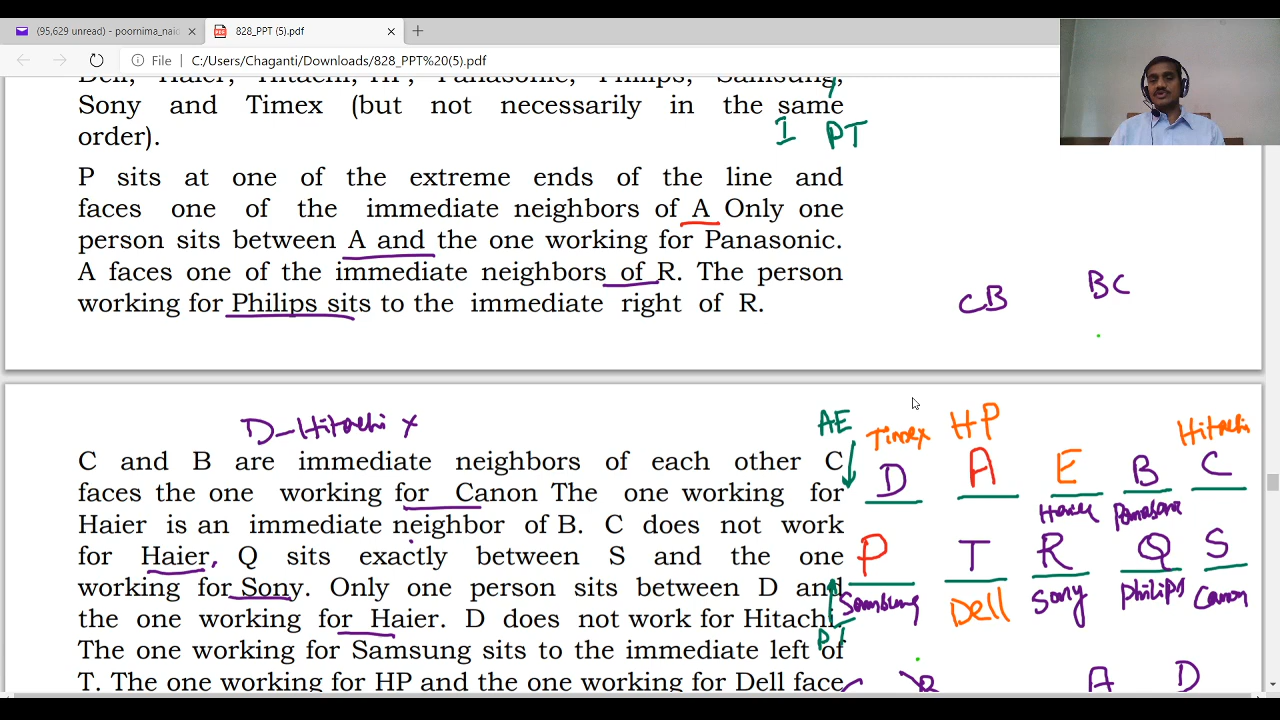 (95,629 unread) - poornima_naid
828_PPT (5).pdf
File | C:/Users/Chaganti/Downloads/828_PPT%20(5).pdf
Dell, Haier, Hitachi, HP, Panasonic, Philips, Samsung,
Sony and Timex (but not necessarily in the same
order).
I PT
P sits at one of the extreme ends of the line and
faces one of the immediate neighbors of A Only one
person sits between A and the one working for Panasonic.
A faces one of the immediate neighbors of R. The person
working for Philips sits to the immediate right of R.
CB BC
D-Hitachi x
C and B are immediate neighbors of each other C
faces the one working for Canon The one working for
Haier is an immediate neighbor of B. C does not work
for Haier, Q sits exactly between S and the one
working for Sony. Only one person sits between D and
the one working for Haier. D does not work for Hitachi.
The one working for Samsung sits to the immediate left of
T. The one working for HP and the one working for Dell face
AE
Timex HP Hitachi
D A E B C
Panasonic
P T R Q S
Samsung Dell Sony Philips Canon
A D